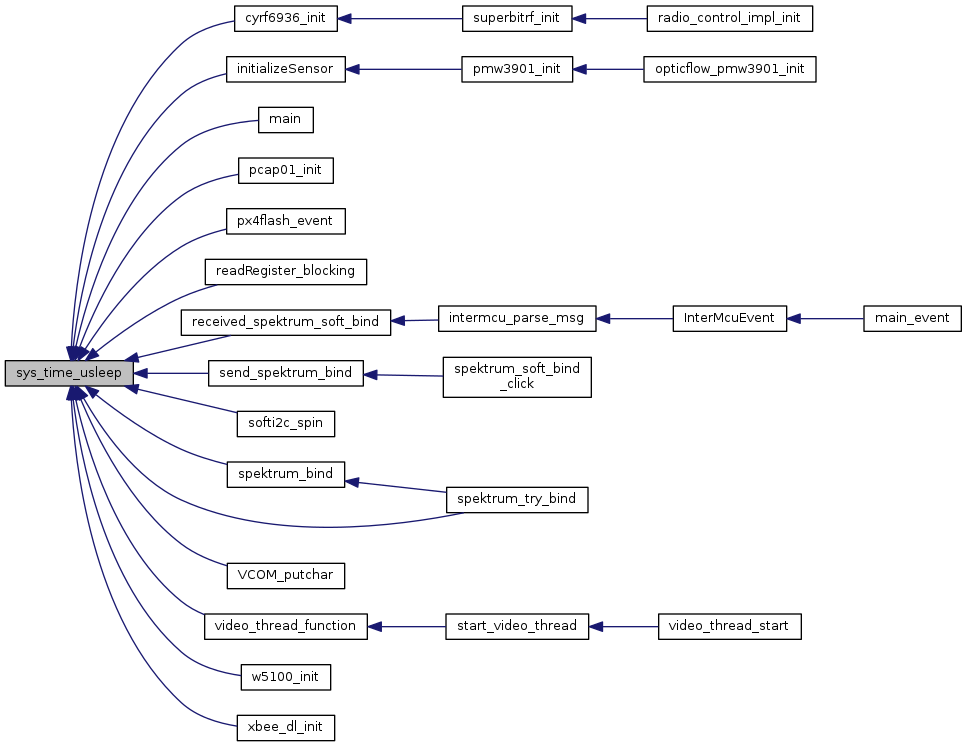 cyrf6936_init
superbitrf_init
radio_control_impl_init
initializeSensor
pmw3901_init
opticflow_pmw3901_init
main
pcap01_init
px4flash_event
readRegister_blocking
received_spektrum_soft_bind
intermcu_parse_msg
InterMcuEvent
main_event
sys_time_usleep
send_spektrum_bind
spektrum_soft_bind
_click
softi2c_spin
spektrum_bind
spektrum_try_bind
VCOM_putchar
video_thread_function
start_video_thread
video_thread_start
w5100_init
xbee_dl_init